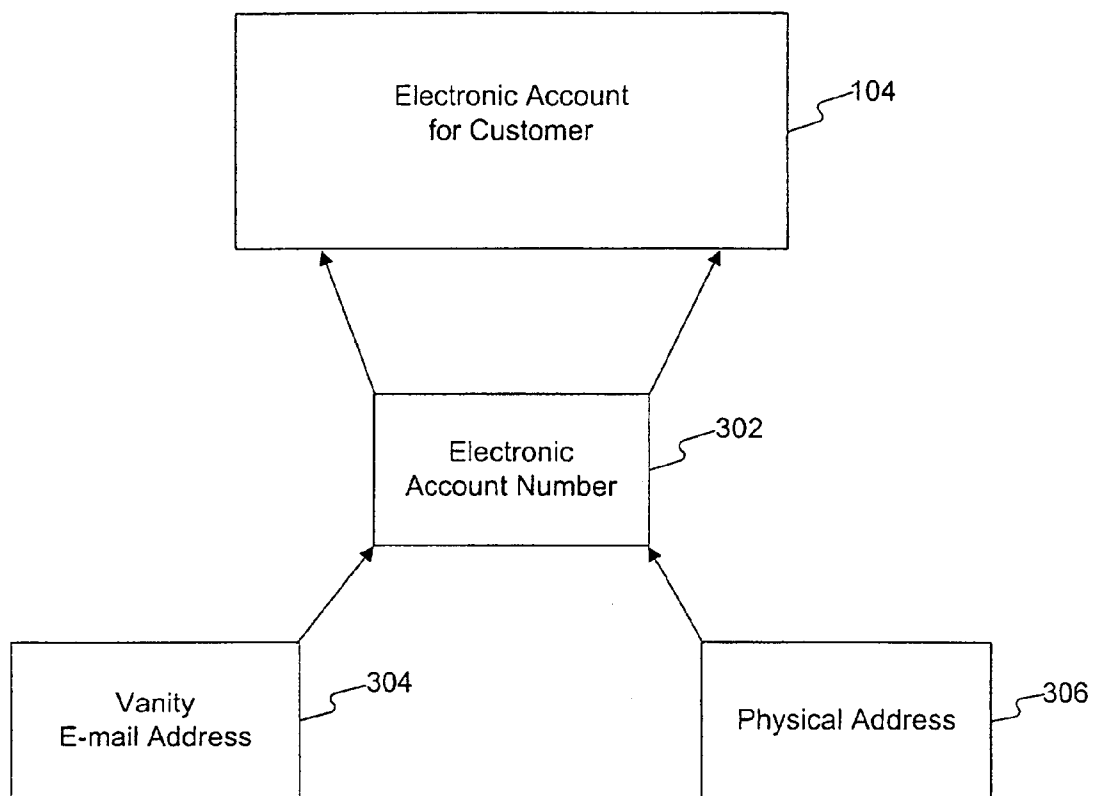 Electronic Account
for Customer
104
Electronic
Account Number
302
Vanity
E-mail Address
304
Physical Address
306